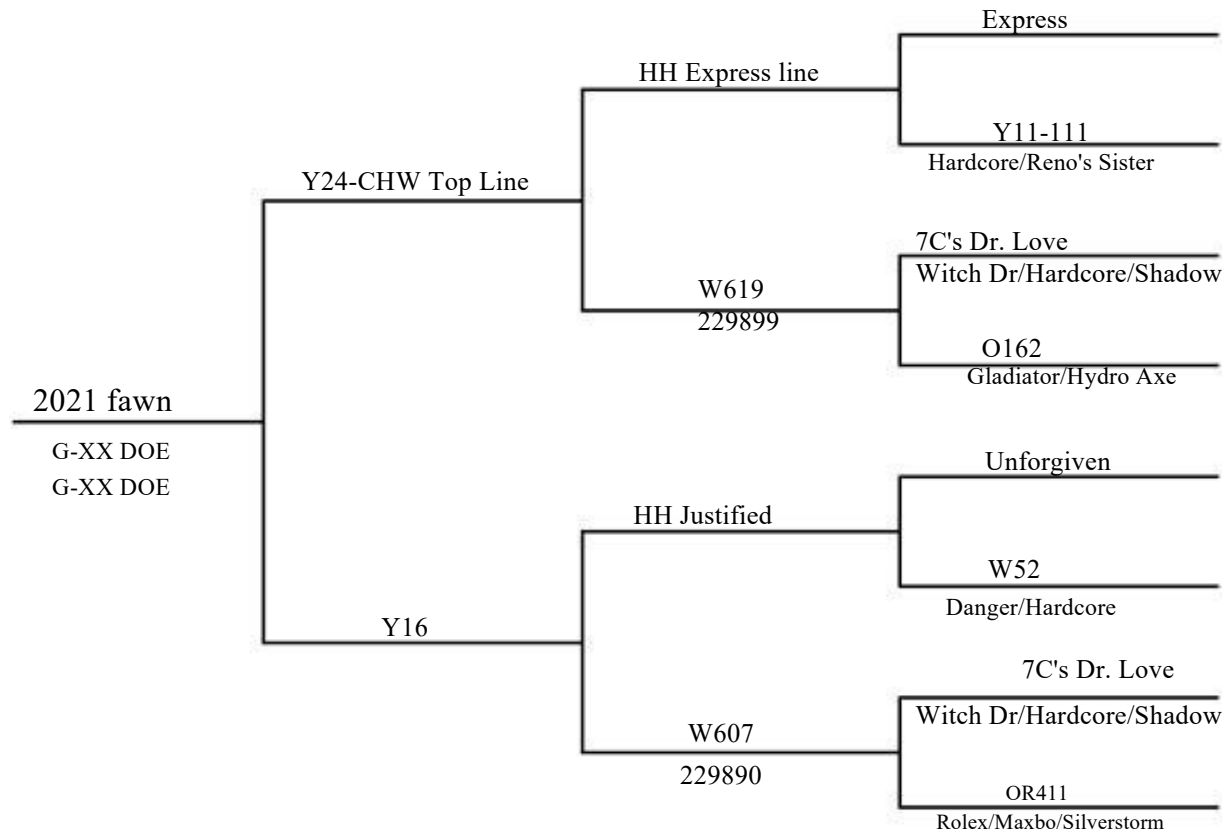 Express
HH Express line
Y11-111
Hardcore/Reno's Sister
Y24-CHW Top Line
7C's Dr. Love
Witch Dr/Hardcore/Shadow
W619
229899
O162
Gladiator/Hydro Axe
2021 fawn
G-XX DOE
G-XX DOE
Unforgiven
HH Justified
W52
Danger/Hardcore
Y16
7C's Dr. Love
Witch Dr/Hardcore/Shadow
W607
229890
OR411
Rolex/Maxbo/Silverstorm